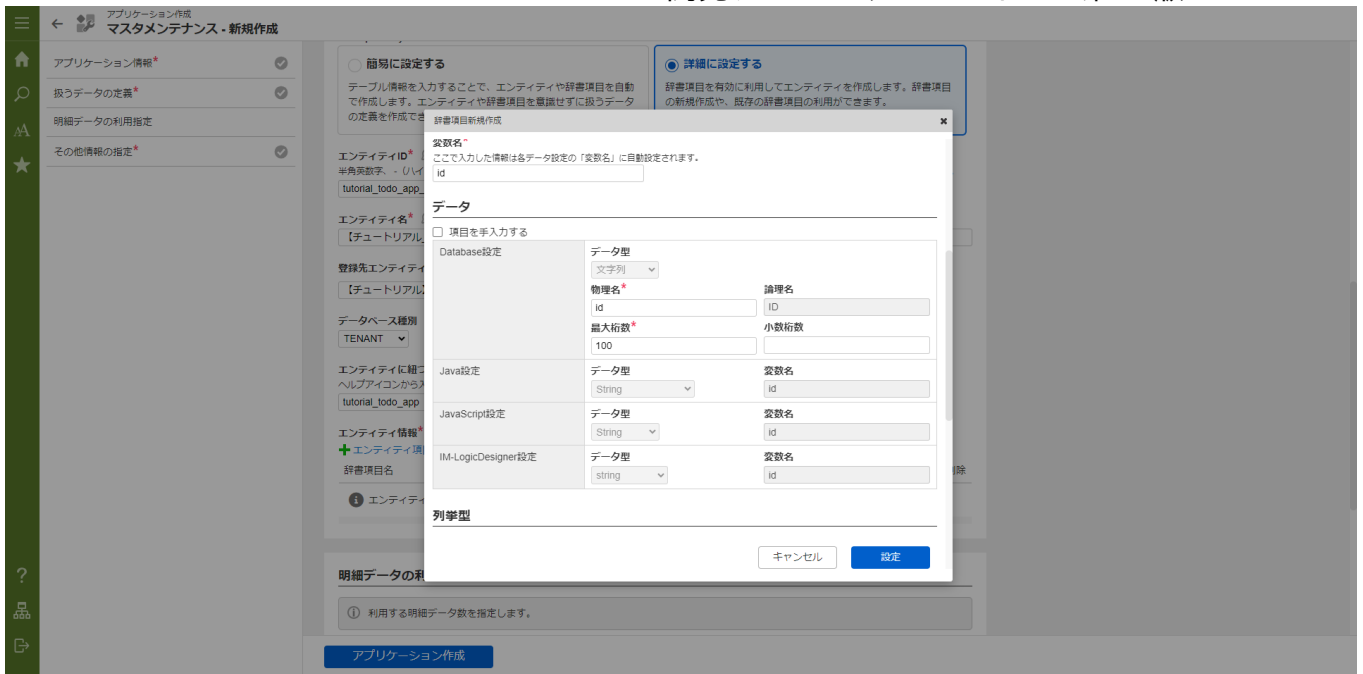 アプリケーション作成
マスタメンテナンス - 新規作成
アプリケーション情報*
扱うデータの定義*
明細データの利用指定
その他情報の指定*
簡易に設定する
テーブル情報を入力することで、エンティティや辞書項目を自動
で作成します。エンティティや辞書項目を意識せずに扱うデータ
の定義を作成でき
詳細に設定する
辞書項目を有効に利用してエンティティを作成します。辞書項目
の新規作成や、既存の辞書項目の利用ができます。
エンティティID*
半角英数字、 - (ハイ
tutorial_todo_app_
エンティティ名*
【チュートリアル
登録先エンティティ
【チュートリアル】
データベース種別
TENANT
エンティティに紐づ
ヘルプアイコンから
tutorial_todo_app
エンティティ情報*
エンティティ項
辞書項目名
削除
エンティティ
明細データの利
利用する明細データ数を指定します。
アプリケーション作成
辞書項目新規作成
変数名*
ここで入力した情報は各データ設定の「変数名」に自動設定されます。
id
データ
項目を手入力する
Database設定
データ型
文字列
物理名*
論理名
id
ID
最大桁数*
小数桁数
100
Java設定
データ型
変数名
String
id
JavaScript設定
データ型
変数名
String
id
IM-LogicDesigner設定
データ型
変数名
string
id
列挙型
キャンセル
設定